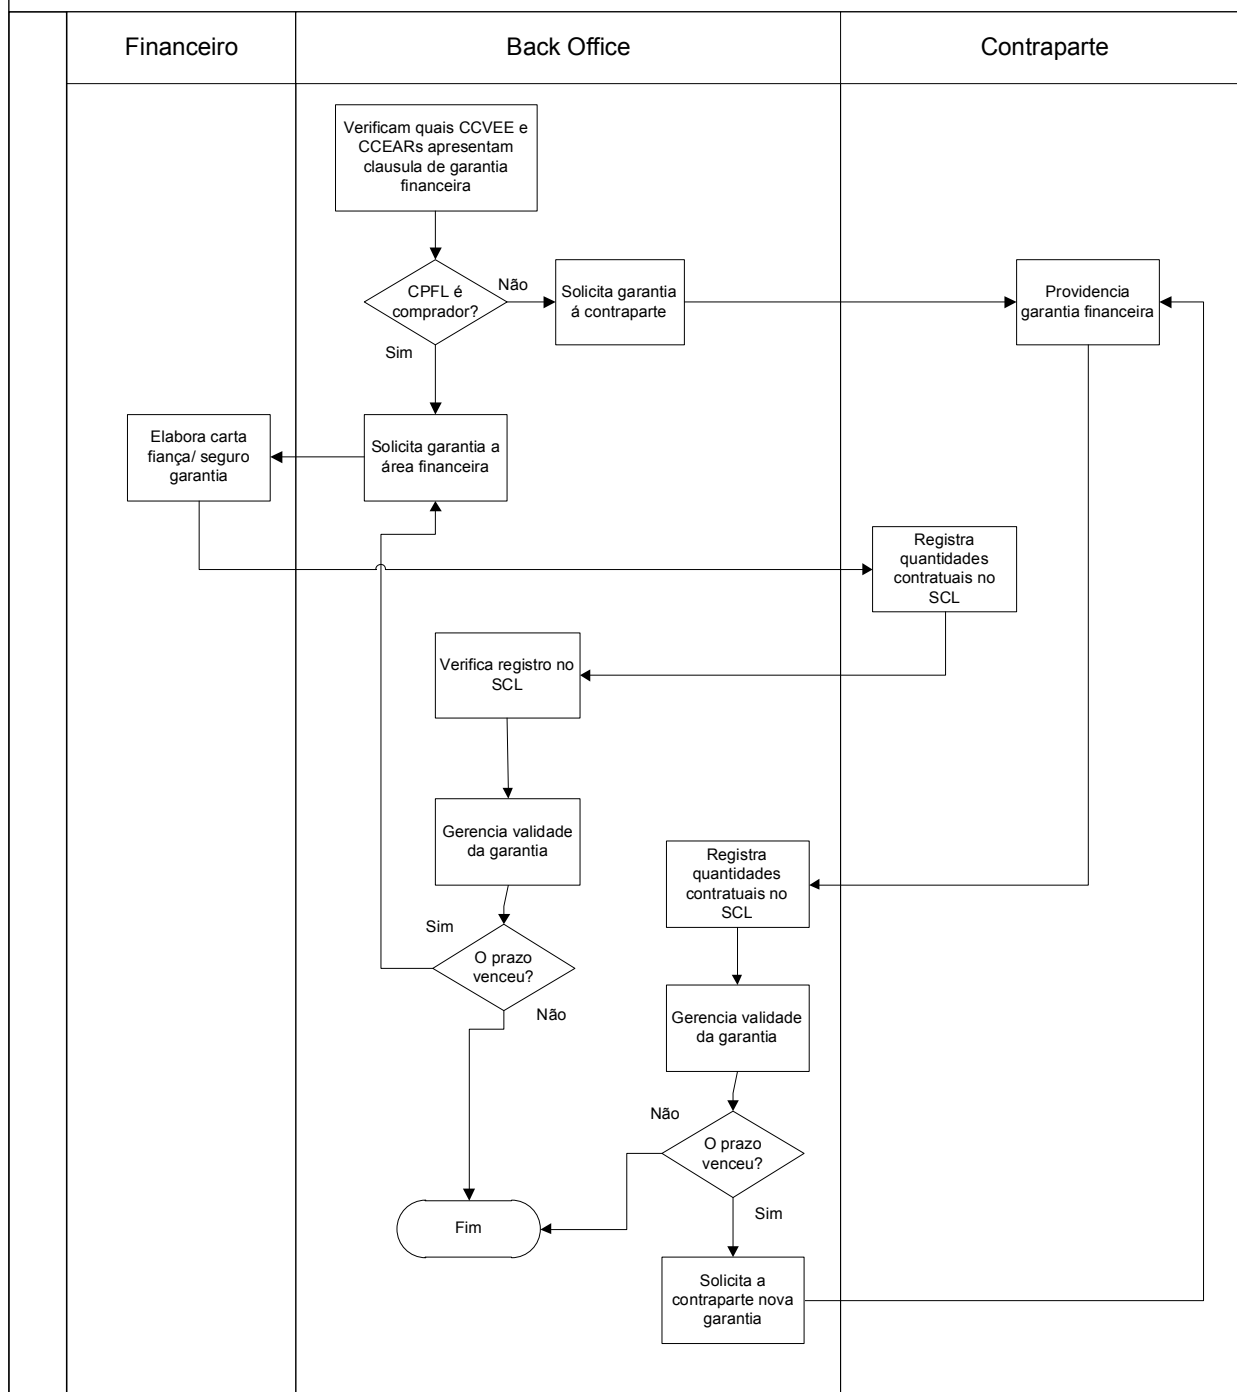 Financeiro
Back Office
Contraparte
Verificam quais CCVEE e
CCEARs apresentam
clausula de garantia
financeira
CPFL é
comprador?
Não
Solicita garantia
á contraparte
Providencia
garantia financeira
Sim
Elabora carta
fiança/ seguro
garantia
Solicita garantia a
área financeira
Registra
quantidades
contratuais no
SCL
Verifica registro no
SCL
Gerencia validade
da garantia
Registra
quantidades
contratuais no
SCL
Sim
O prazo
venceu?
Não
Gerencia validade
da garantia
Não
O prazo
venceu?
Sim
Fim
Solicita a
contraparte nova
garantia